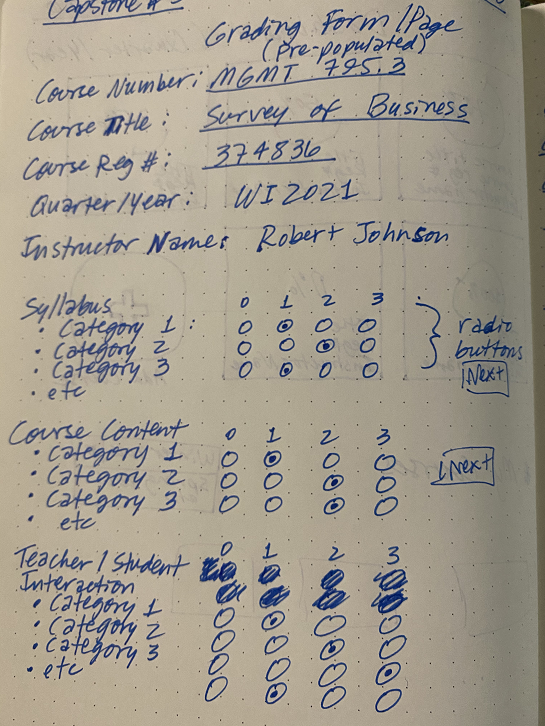 Capstone #
Grading Form/Page
(Pre-populated)
Course Number: MGMT 795.3
Course Title: Survey of Business
Course Reg #: 374836
Quarter/Year: WI 2021
Instructor Name: Robert Johnson
Syllabus 0 1 2 3
• Category 1 :
• Category 2
• Category 3
• etc
radio
buttons
Next
Course Content 0 1 2 3
• Category 1
• Category 2
• Category 3
• etc
Next
Teacher/Student 0 1 2 3
Interaction
• Category 1
• Category 2
• Category 3
• etc